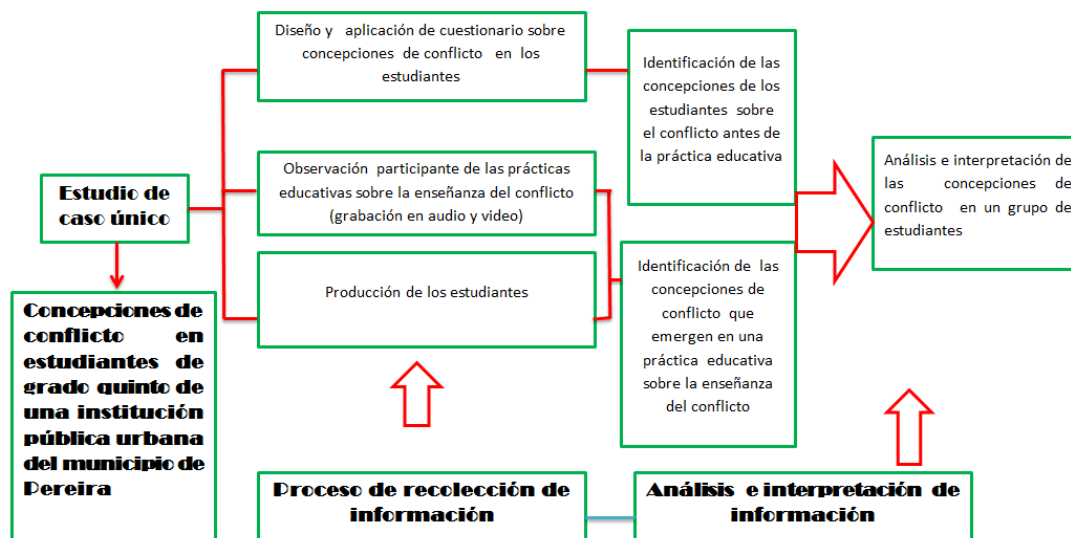 Diseño y aplicación de cuestionario sobre
concepciones de conflicto en los
estudiantes
Identificación de las
concepciones de los
estudiantes sobre
el conflicto antes de
la práctica educativa
Observación participante de las prácticas
educativas sobre la enseñanza del conflicto
(grabación en audio y video)
Análisis e interpretación de
las concepciones de
conflicto en un grupo de
estudiantes
Estudio de
caso único
Producción de los estudiantes
Identificación de las
concepciones de
conflicto que
emergen en una
práctica educativa
sobre la enseñanza
del conflicto
Concepciones de
conflicto en
estudiantes de
grado quinto de
una institución
pública urbana
del municipio de
Pereira
Proceso de recolección de
información
Análisis e interpretación de
información